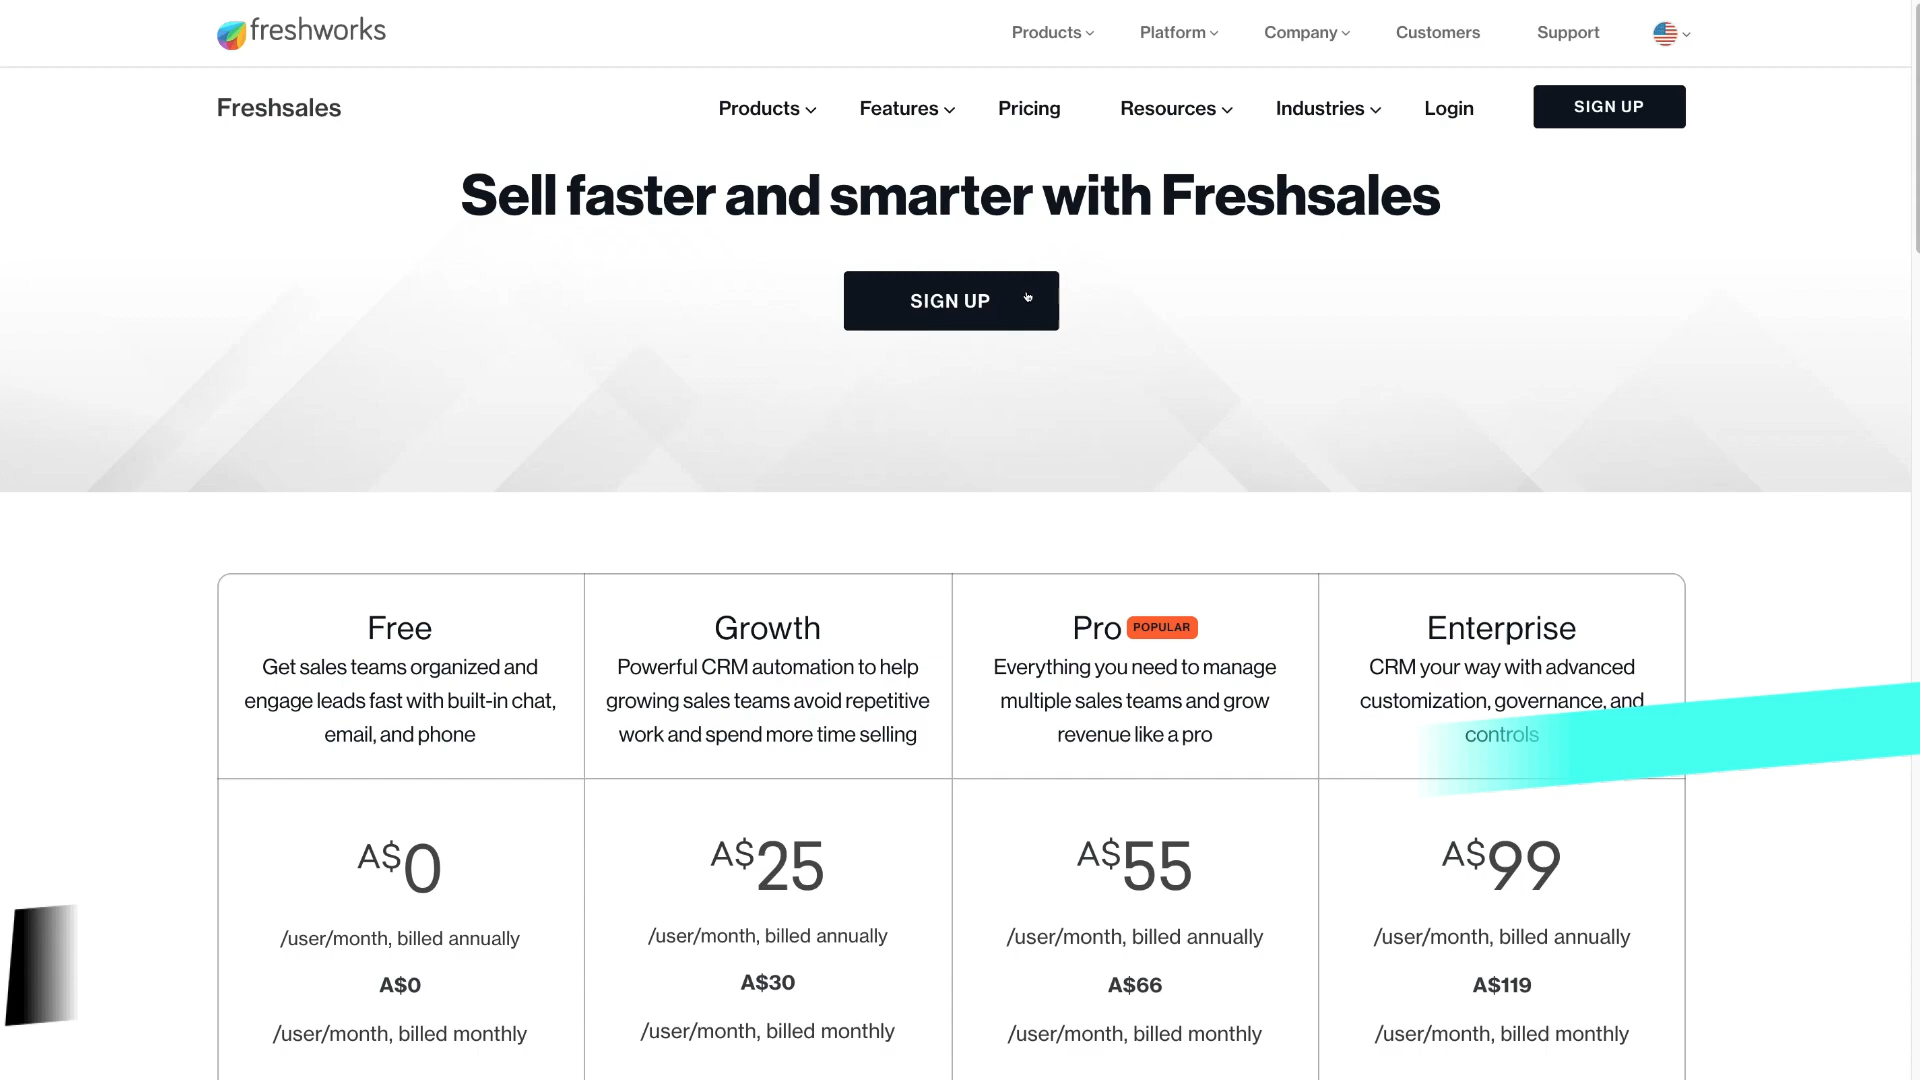 freshworks
Products Platform Company Customers Support
Freshsales
Products Features Pricing Resources Industries Login SIGN UP
Sell faster and smarter with Freshsales
SIGN UP
Free
Get sales teams organized and
engage leads fast with built-in chat,
email, and phone
A$0
/user/month, billed annually
A$0
/user/month, billed monthly
Growth
Powerful CRM automation to help
growing sales teams avoid repetitive
work and spend more time selling
A$25
/user/month, billed annually
A$30
/user/month, billed monthly
Pro POPULAR
Everything you need to manage
multiple sales teams and grow
revenue like a pro
A$55
/user/month, billed annually
A$66
/user/month, billed monthly
Enterprise
CRM your way with advanced
customization, governance, and
controls
A$99
/user/month, billed annually
A$119
/user/month, billed monthly